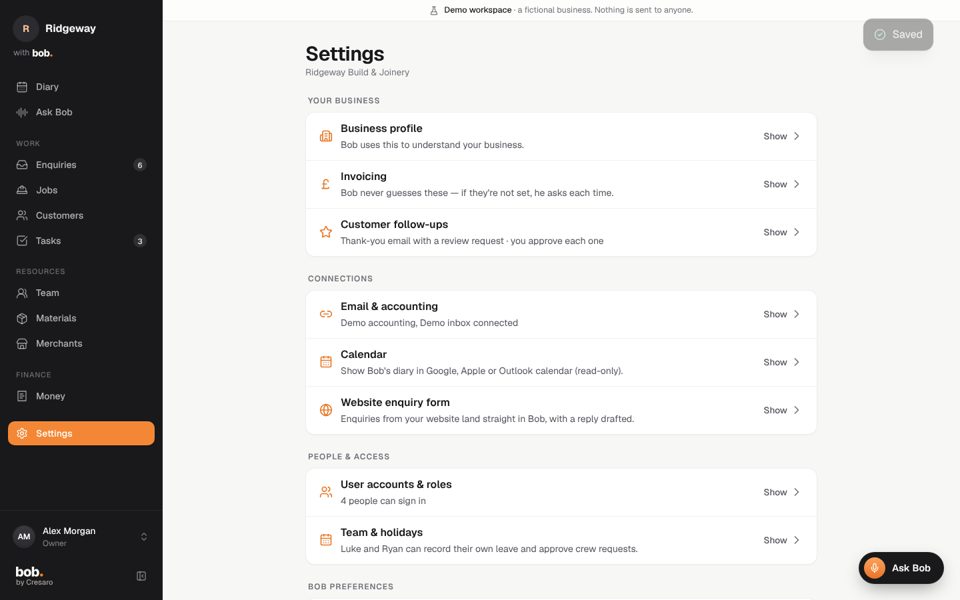 R Ridgeway
with bob.
Diary
Ask Bob
WORK
Enquiries 6
Jobs
Customers
Tasks 3
RESOURCES
Team
Materials
Merchants
FINANCE
Money
Settings
AM Alex Morgan
Owner
bob.
by Cresaro
Demo workspace · a fictional business. Nothing is sent to anyone.
Saved
Settings
Ridgeway Build & Joinery
YOUR BUSINESS
Business profile
Bob uses this to understand your business.
Show
Invoicing
Bob never guesses these — if they're not set, he asks each time.
Show
Customer follow-ups
Thank-you email with a review request · you approve each one
Show
CONNECTIONS
Email & accounting
Demo accounting, Demo inbox connected
Show
Calendar
Show Bob's diary in Google, Apple or Outlook calendar (read-only).
Show
Website enquiry form
Enquiries from your website land straight in Bob, with a reply drafted.
Show
PEOPLE & ACCESS
User accounts & roles
4 people can sign in
Show
Team & holidays
Luke and Ryan can record their own leave and approve crew requests.
Show
BOB PREFERENCES
Ask Bob